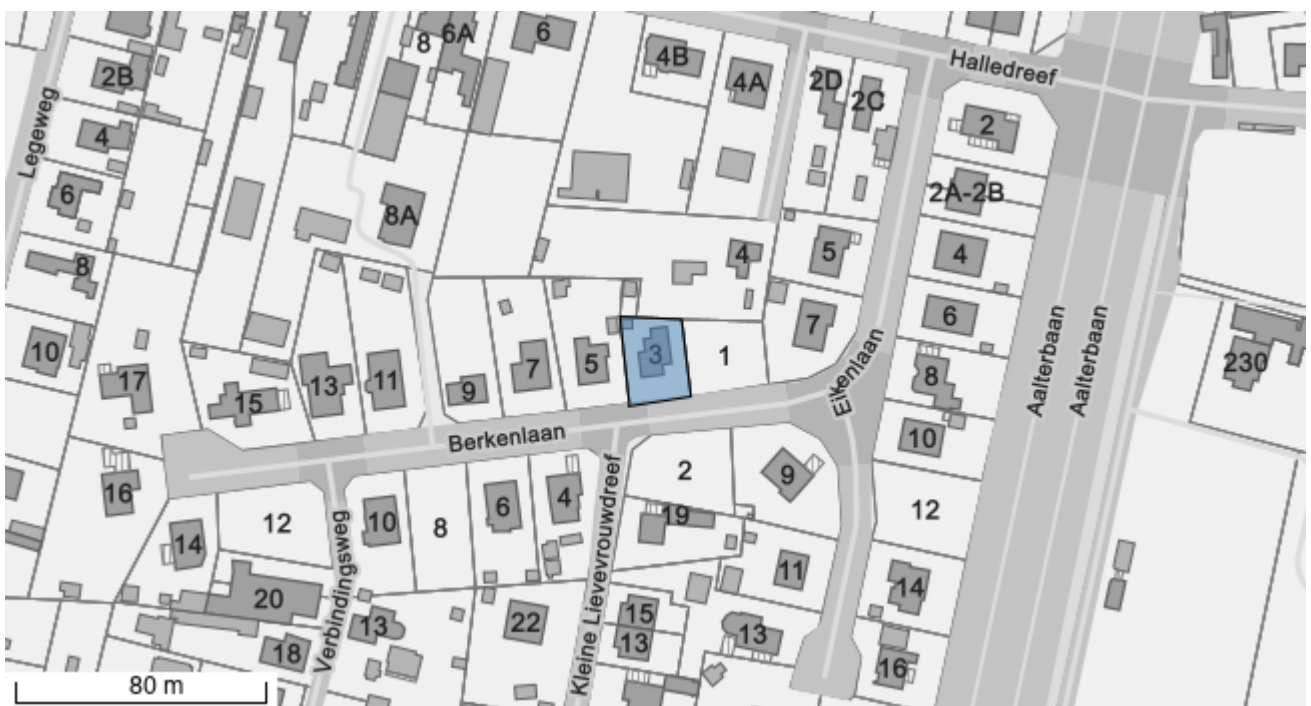 6A
8
6
4B
4A
2D
2C
Halledreef
2B
2
4
Legeweg
6
2A-2B
8A
8
4
5
4
10
6
7
230
Aalterbaan
Aalterbaan
3
1
5
7
9
11
13
15
17
8
Eikenlaan
Berkenlaan
10
16
2
9
12
14
12
10
8
6
4
19
Verbindingsweg
Kleine Lievevrouwdreef
11
14
20
13
22
15
13
13
18
16
80 m